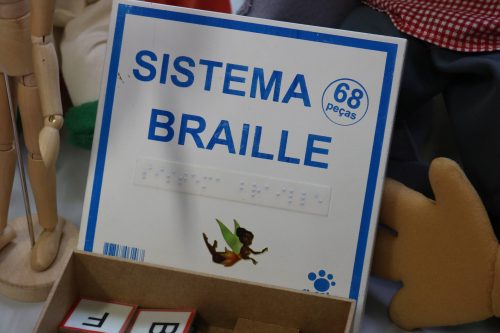 SISTEMA
68
peças
BRAILLE
F
B